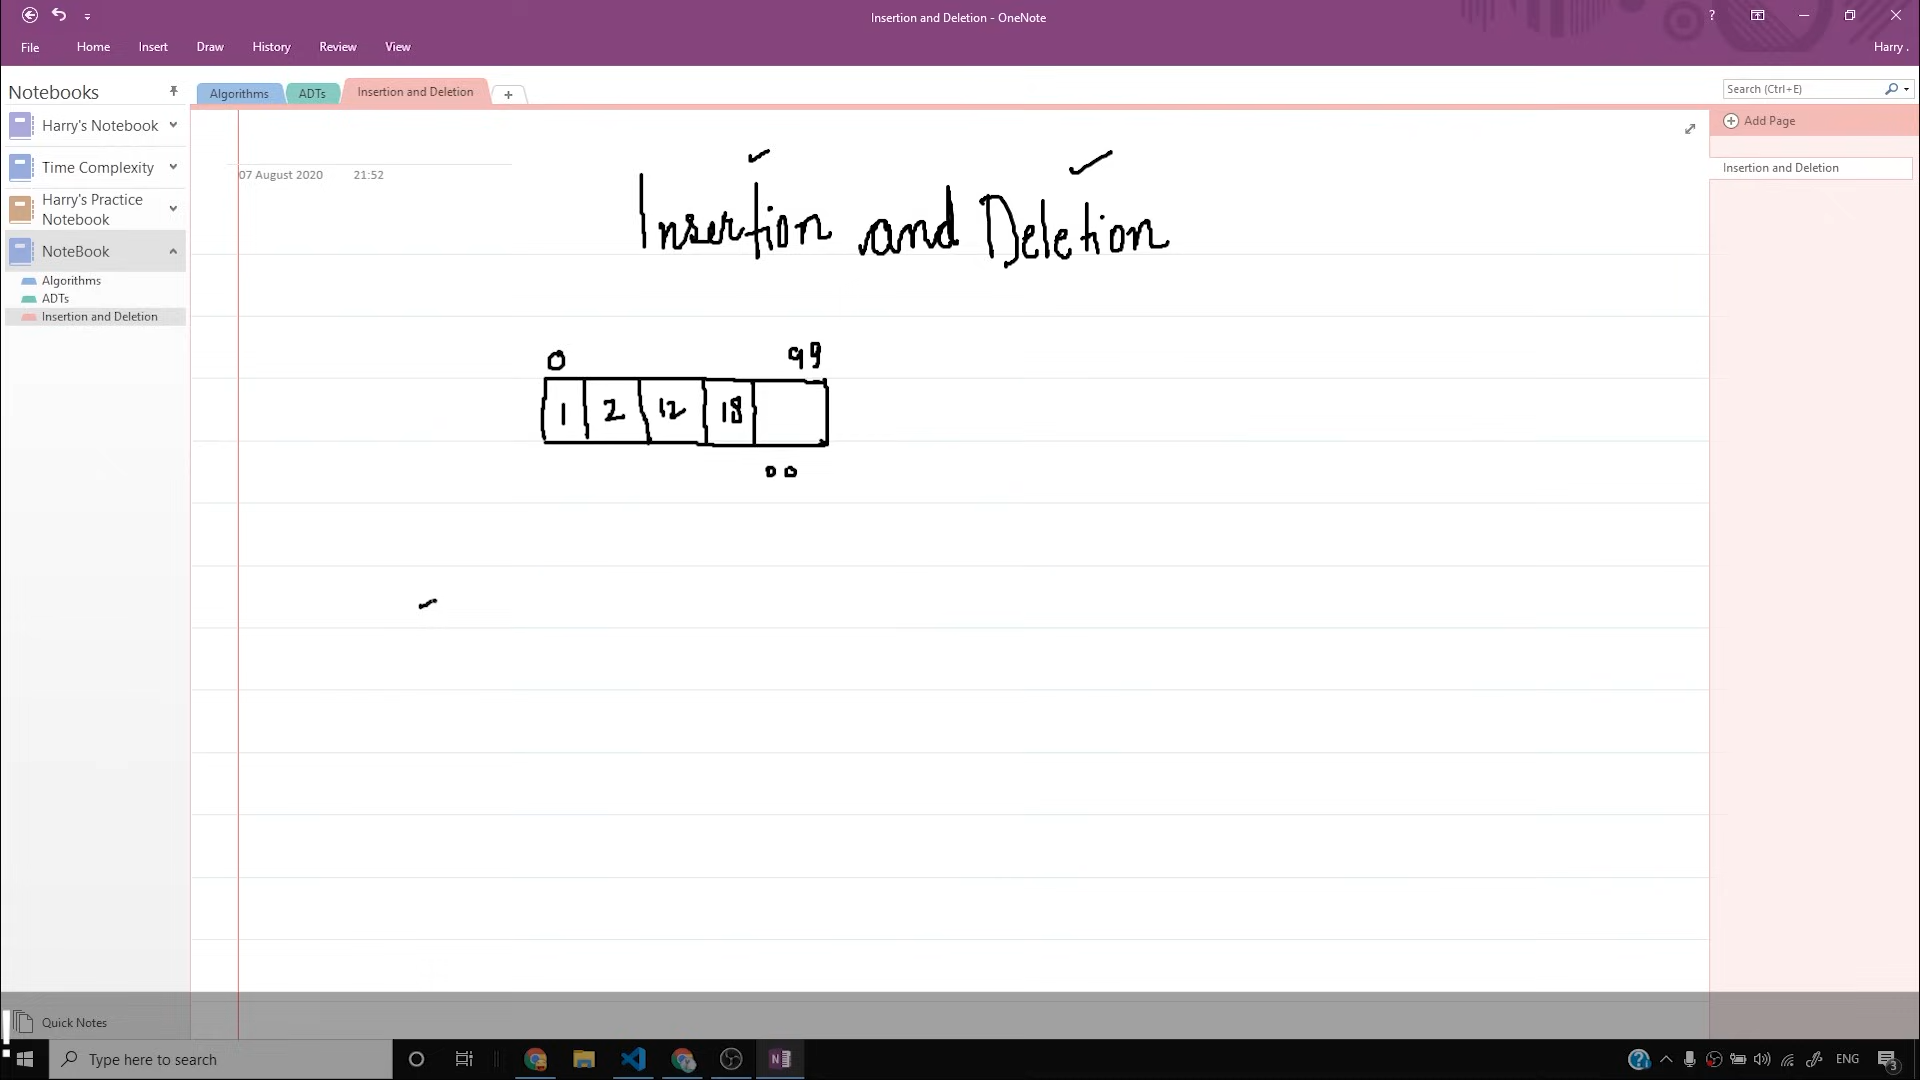 Insertion and Deletion - OneNote
?
File Home Insert Draw History Review View
Harry .
Notebooks
Algorithms ADTs Insertion and Deletion +
Search (Ctrl+E)
Harry's Notebook
Time Complexity
Harry's Practice
Notebook
NoteBook
Algorithms
ADTs
Insertion and Deletion
Add Page
Insertion and Deletion
07 August 2020 21:52
Insertion and Deletion
0 99
1 2 12 18
Quick Notes
Type here to search
ENG
3